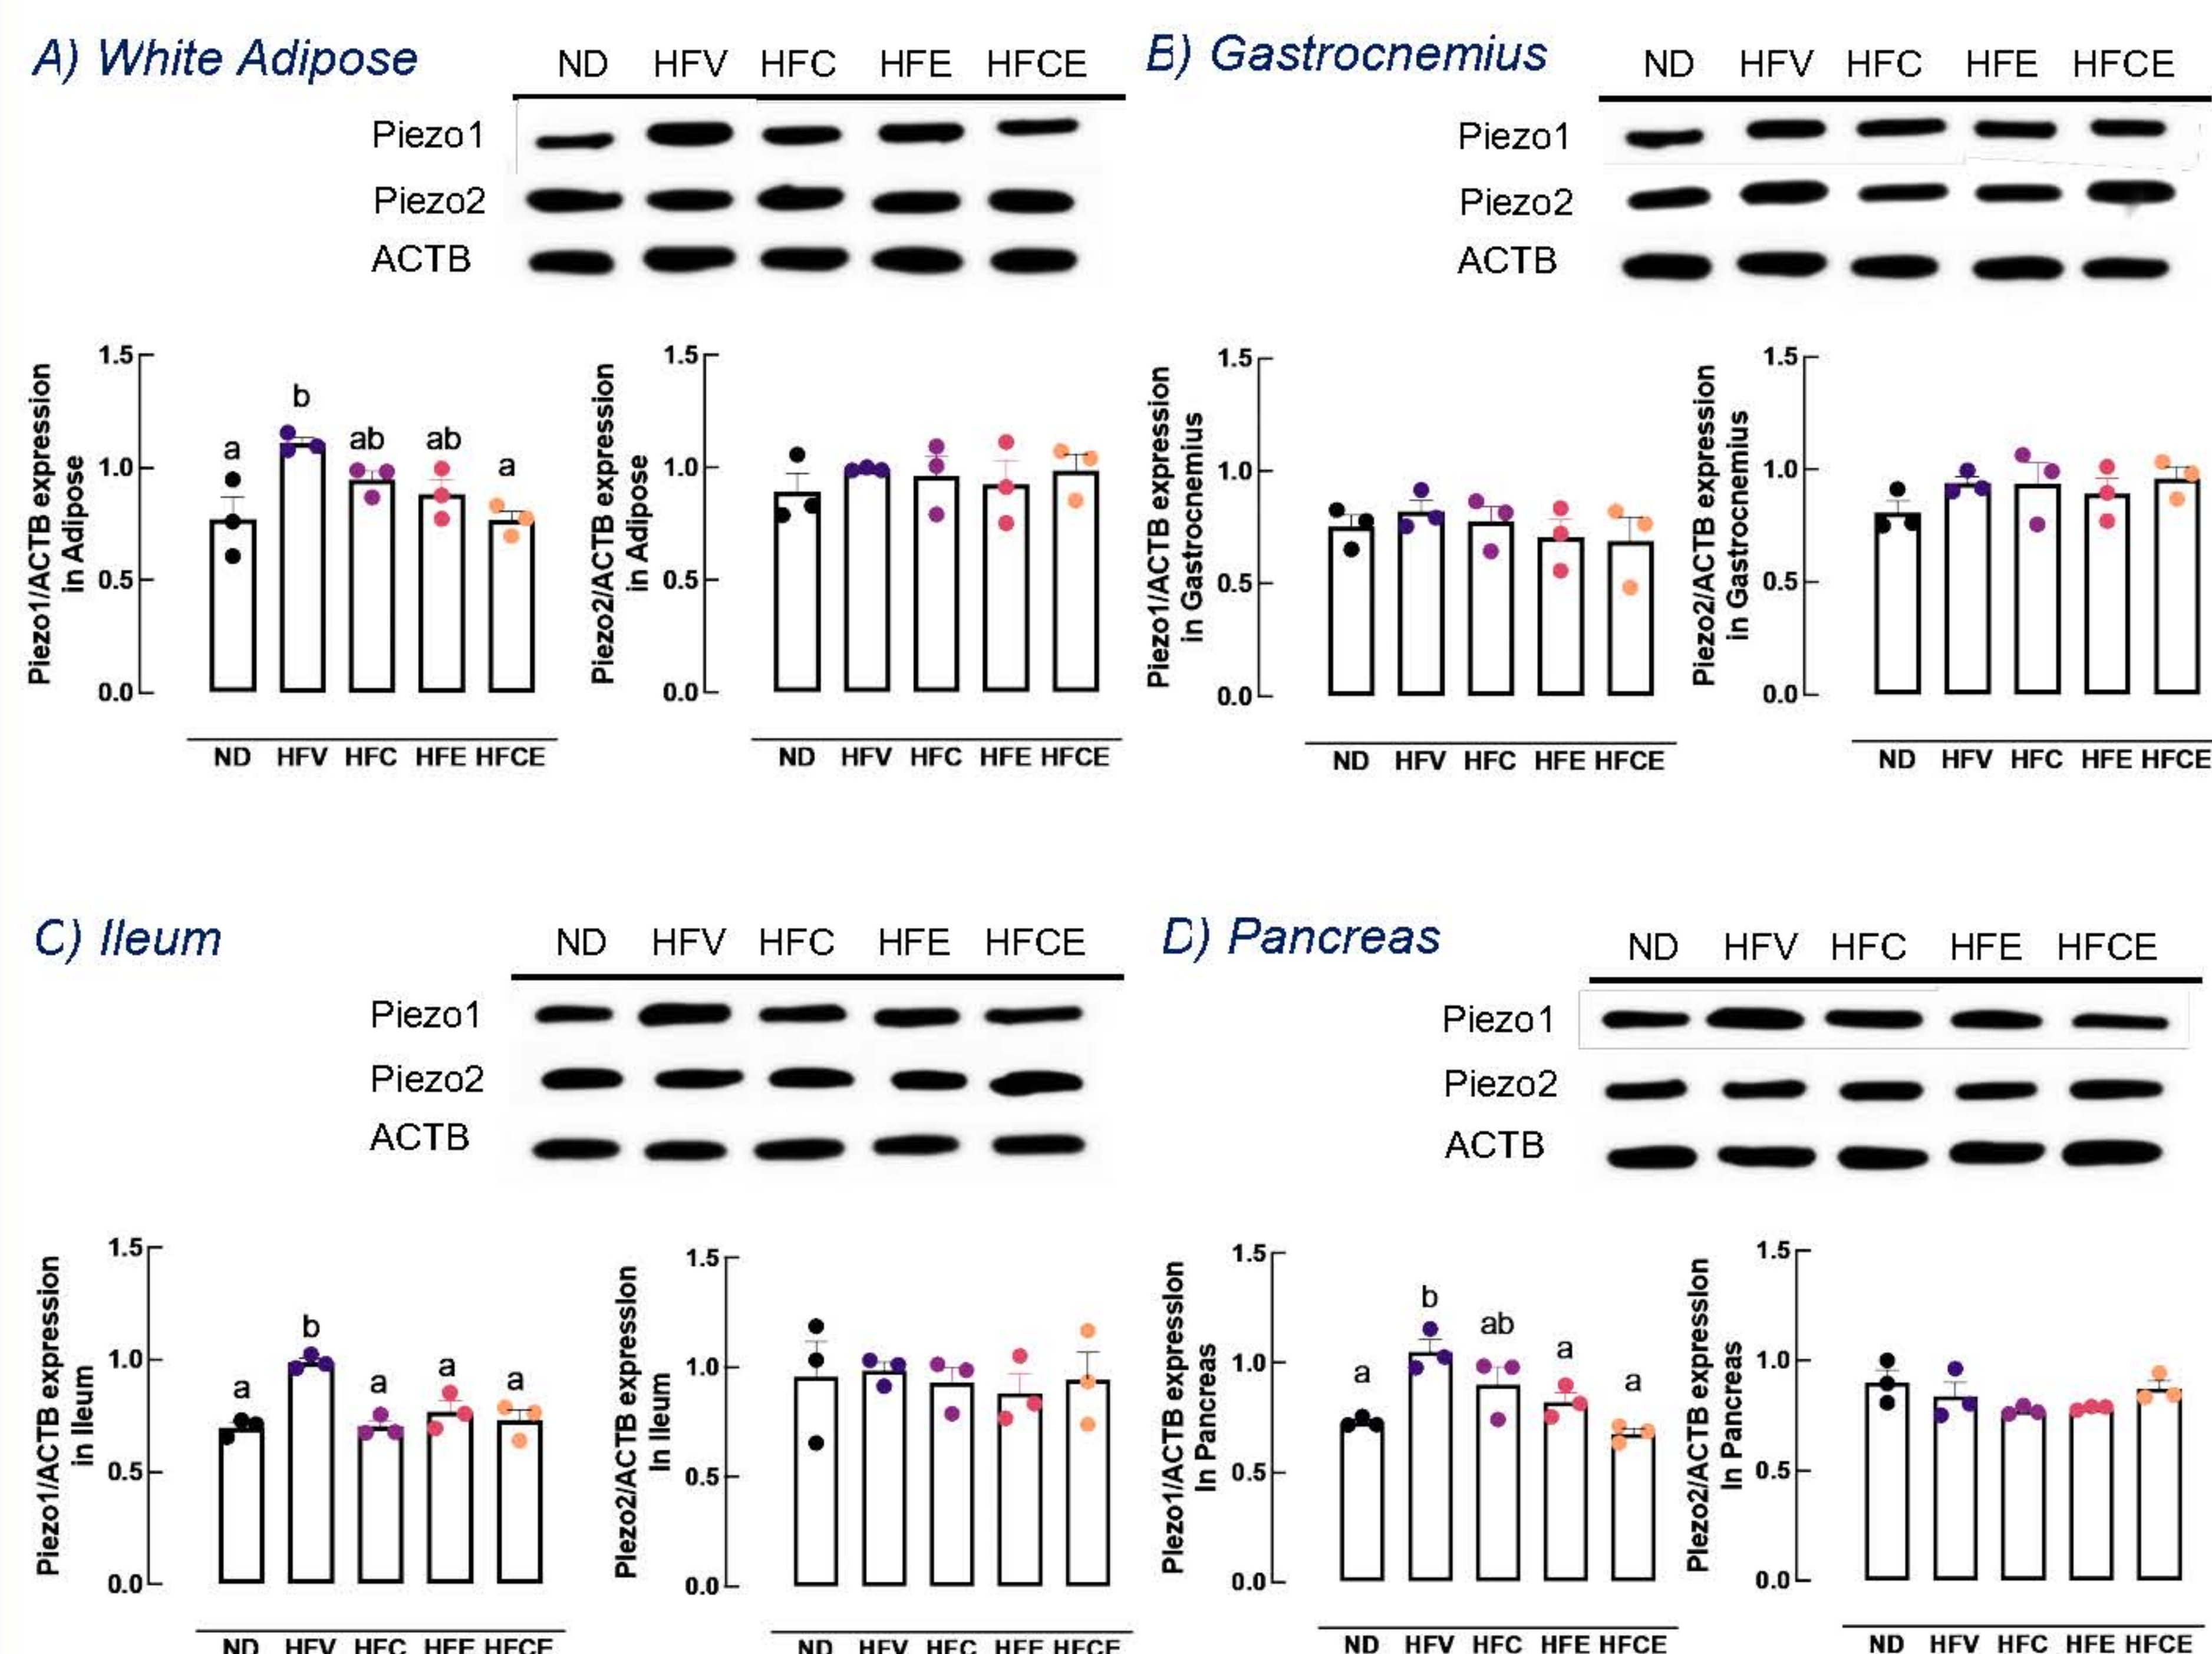 A) White Adipose
ND HFV HFC HFE HFCE
Piezo1
Piezo2
ACTB
Piezo1/ACTB expression
in Adipose
1.5
1.0
0.5
0.0
a b ab ab a
ND HFV HFC HFE HFCE
Piezo2/ACTB expression
in Adipose
1.5
1.0
0.5
0.0
ND HFV HFC HFE HFCE
B) Gastrocnemius
ND HFV HFC HFE HFCE
Piezo1
Piezo2
ACTB
Piezo1/ACTB expression
in Gastrocnemius
1.5
1.0
0.5
0.0
ND HFV HFC HFE HFCE
Piezo2/ACTB expression
in Gastrocnemius
1.5
1.0
0.5
0.0
ND HFV HFC HFE HFCE
C) Ileum
ND HFV HFC HFE HFCE
Piezo1
Piezo2
ACTB
Piezo1/ACTB expression
in Ileum
1.5
1.0
0.5
0.0
a b a a a
ND HFV HFC HFE HFCE
Piezo2/ACTB expression
In Ileum
1.5
1.0
0.5
0.0
ND HFV HFC HFE HFCE
D) Pancreas
ND HFV HFC HFE HFCE
Piezo1
Piezo2
ACTB
Piezo1/ACTB expression
In Pancreas
1.5
1.0
0.5
0.0
a b ab a a
ND HFV HFC HFE HFCE
Piezo2/ACTB expression
In Pancreas
1.5
1.0
0.5
0.0
ND HFV HFC HFE HFCE